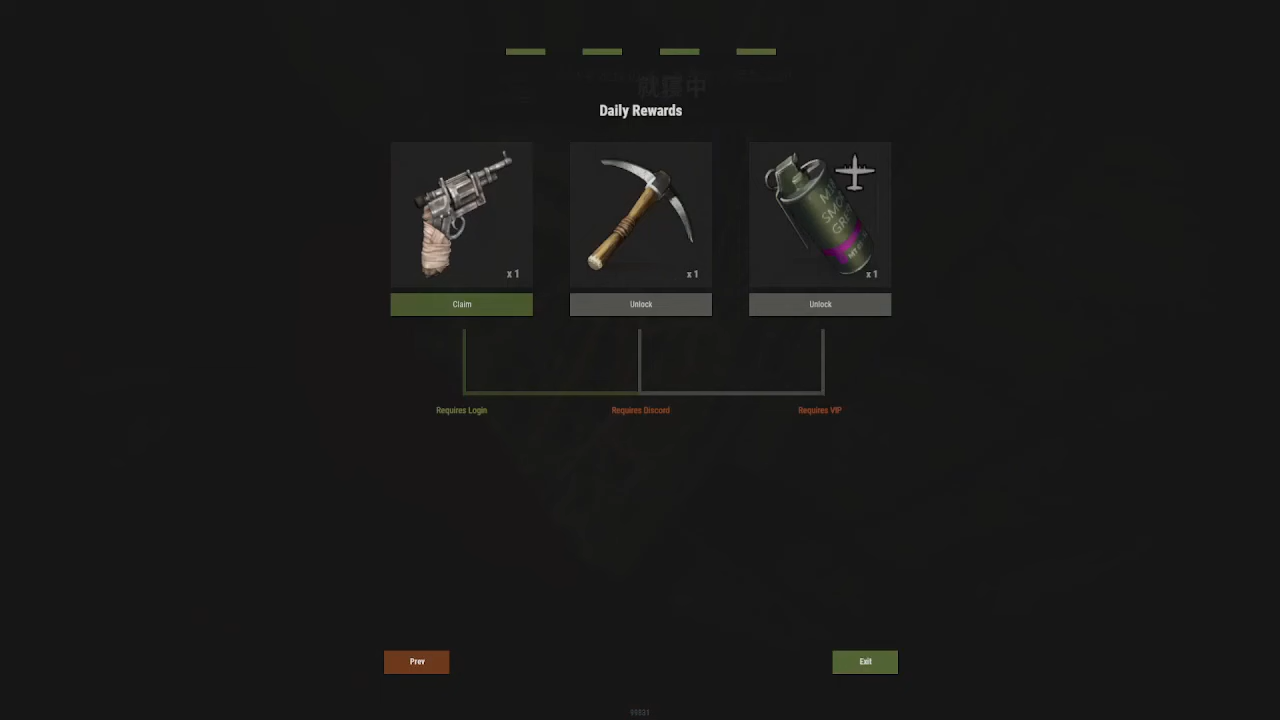 Daily Rewards
x 1
x 1
x 1
Claim
Unlock
Unlock
Requires Login
Requires Discord
Requires VIP
Prev
Exit